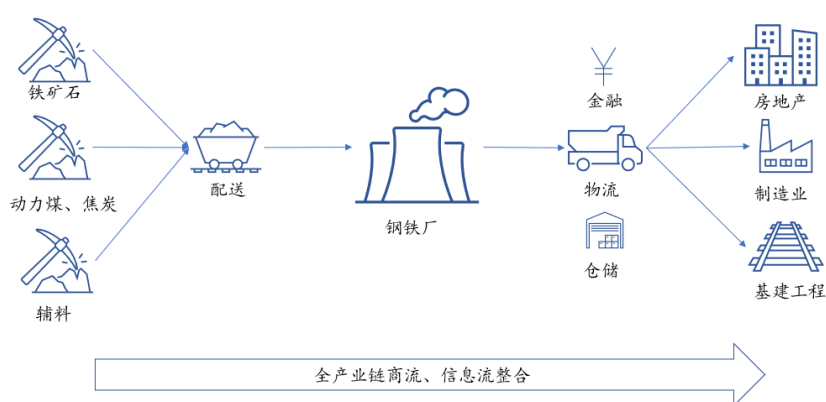 铁矿石
动力煤、焦炭
辅料
配送
钢铁厂
金融
物流
仓储
房地产
制造业
基建工程
全产业链商流、信息流整合